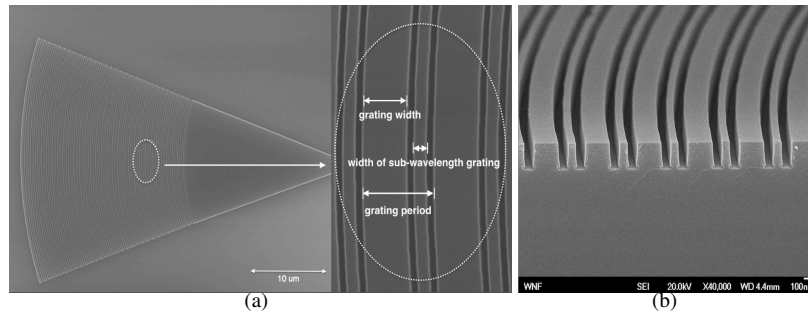 grating width
width of sub-wavelength grating
grating period
10 um
(a)
WNF SEI 20.0kV X40,000 WD 4.4mm 100n
(b)